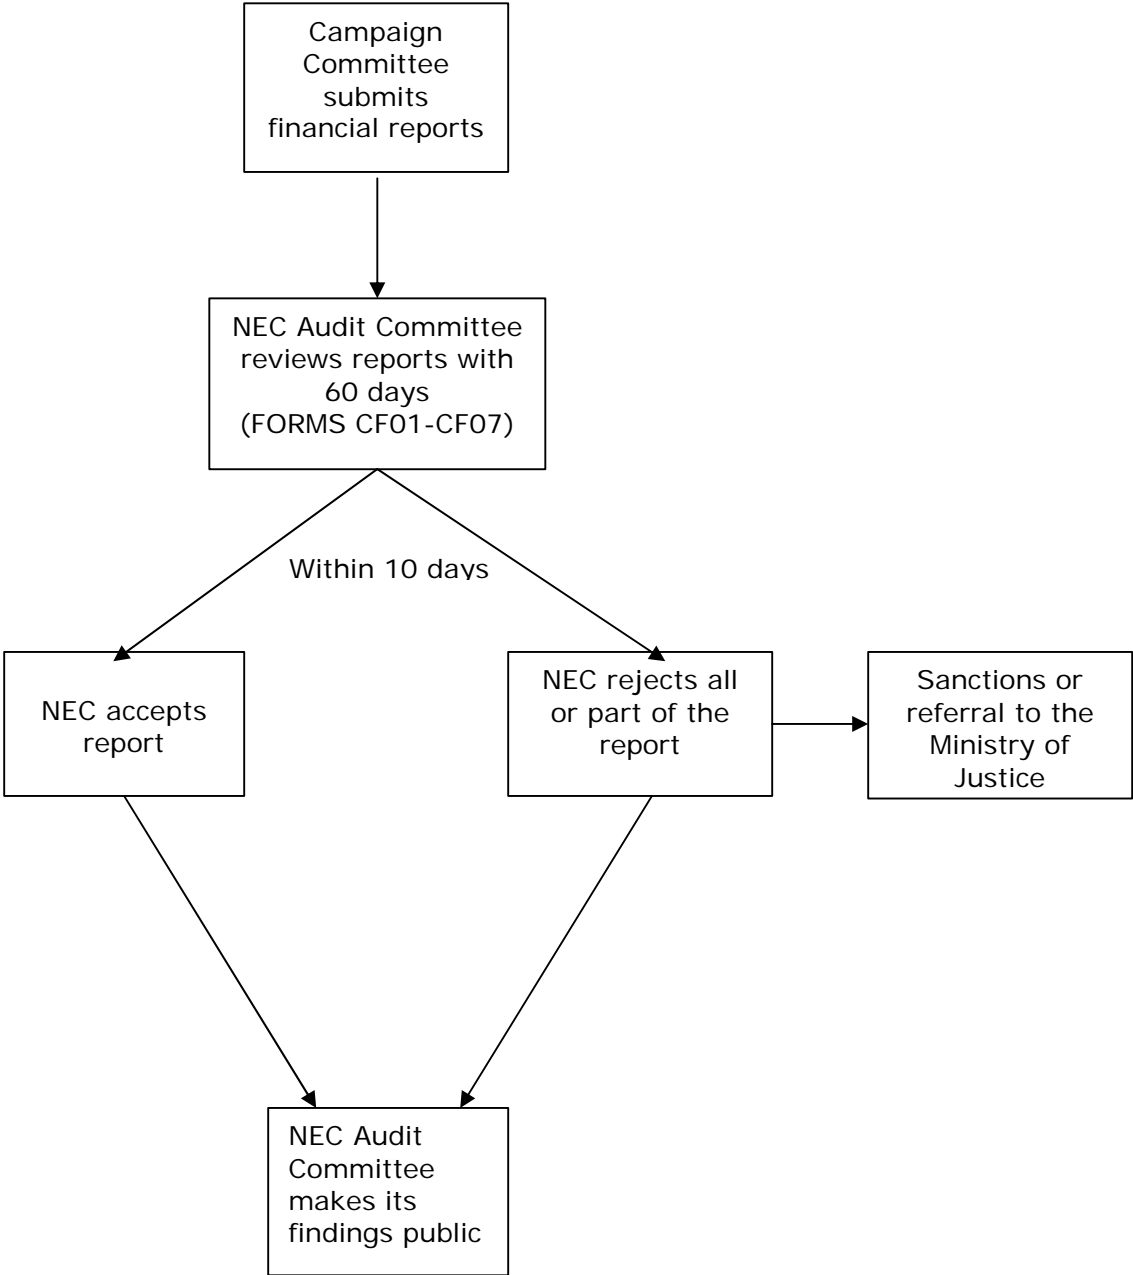 Campaign
Committee
submits
financial reports
NEC Audit Committee
reviews reports with
60 days
(FORMS CF01-CF07)
Within 10 days
NEC accepts
report
NEC rejects all
or part of the
report
Sanctions or
referral to the
Ministry of
Justice
NEC Audit
Committee
makes its
findings public